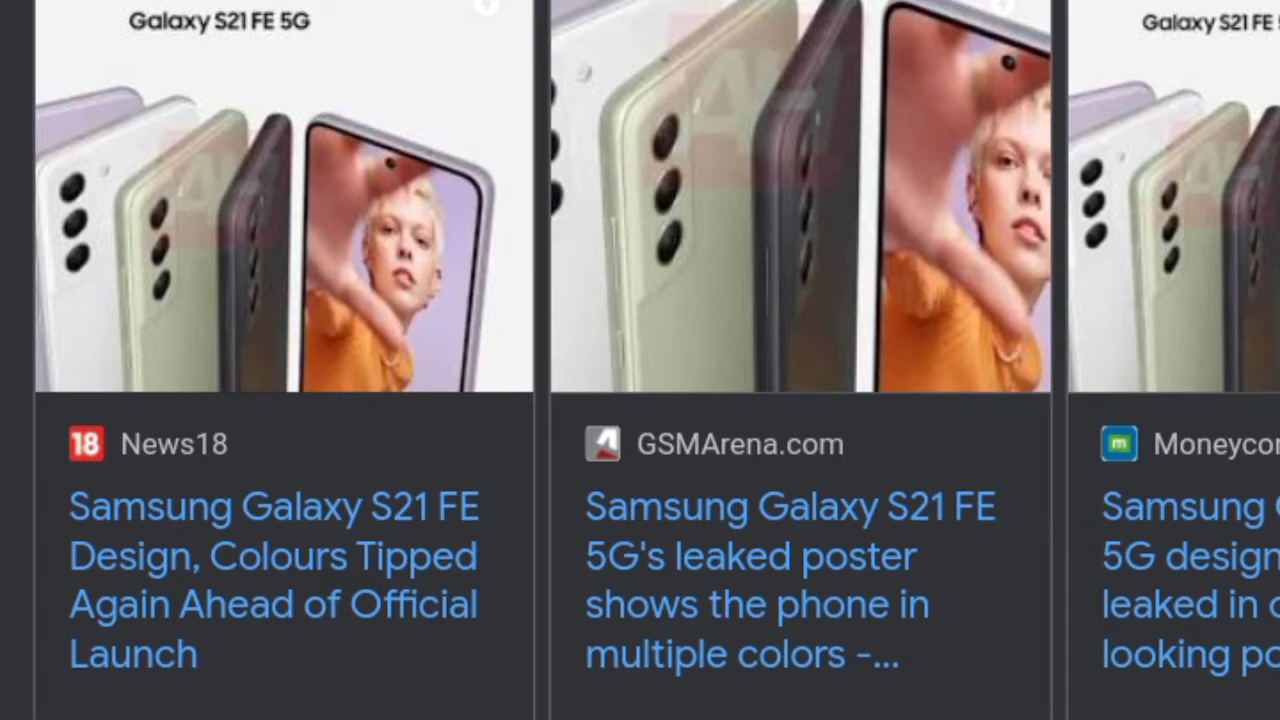 Galaxy S21 FE 5G
18 News18
Samsung Galaxy S21 FE
Design, Colours Tipped
Again Ahead of Official
Launch
GSMArena.com
Samsung Galaxy S21 FE
5G's leaked poster
shows the phone in
multiple colors -...
Galaxy S21 FE
m
Samsung
5G design
leaked in
looking